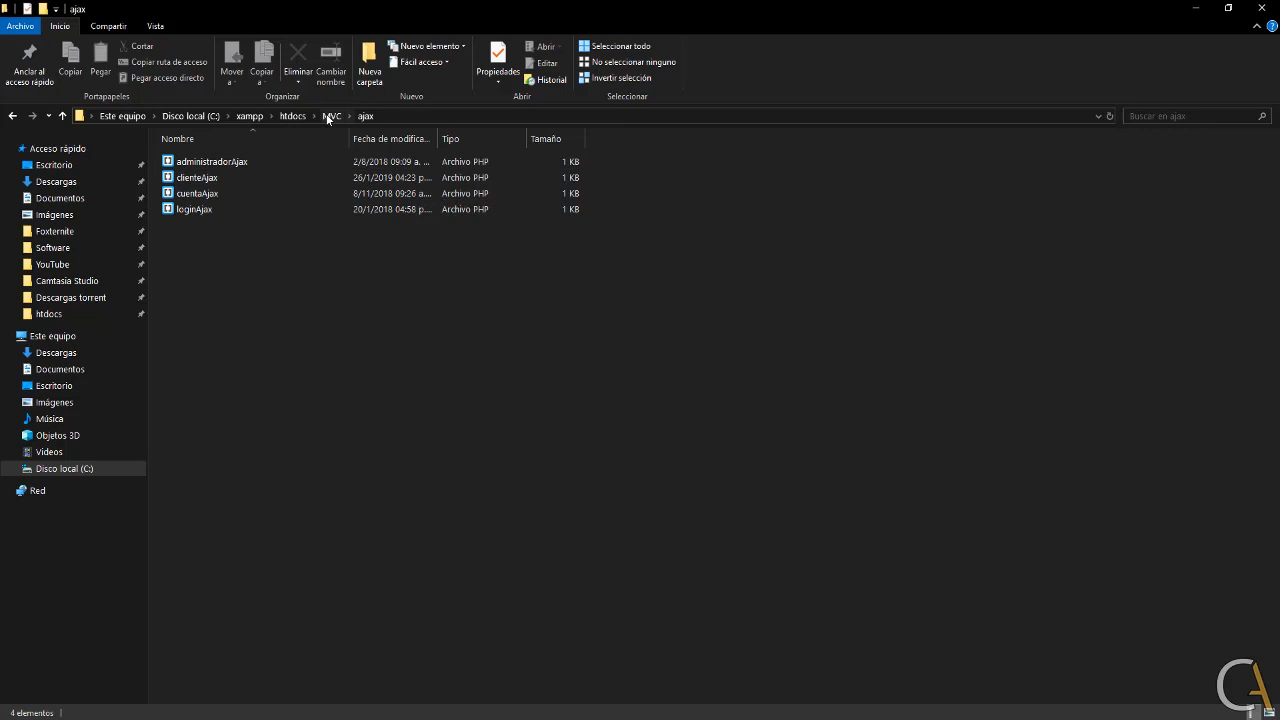 ajax
Archivo Inicio Compartir Vista
Anclar al acceso rápido
Copiar
Pegar
Cortar
Copiar ruta de acceso
Pegar acceso directo
Portapapeles
Mover a
Copiar a
Eliminar
Cambiar nombre
Organizar
Nueva carpeta
Nuevo elemento
Fácil acceso
Nuevo
Propiedades
Abrir
Editar
Historial
Abrir
Seleccionar todo
No seleccionar ninguno
Invertir selección
Seleccionar
Este equipo > Disco local (C:) > xampp > htdocs > MVC > ajax
Buscar en ajax
Nombre Fecha de modifica... Tipo Tamaño
administradorAjax 2/8/2018 09:09 a. ... Archivo PHP 1 KB
clienteAjax 26/1/2019 04:23 p.... Archivo PHP 1 KB
cuentaAjax 8/11/2018 09:26 a.... Archivo PHP 1 KB
loginAjax 20/1/2018 04:58 p.... Archivo PHP 1 KB
Acceso rápido
Escritorio
Descargas
Documentos
Imágenes
Foxternite
Software
YouTube
Camtasia Studio
Descargas torrent
htdocs
Este equipo
Descargas
Documentos
Escritorio
Imágenes
Música
Objetos 3D
Videos
Disco local (C:)
Red
4 elementos
CA